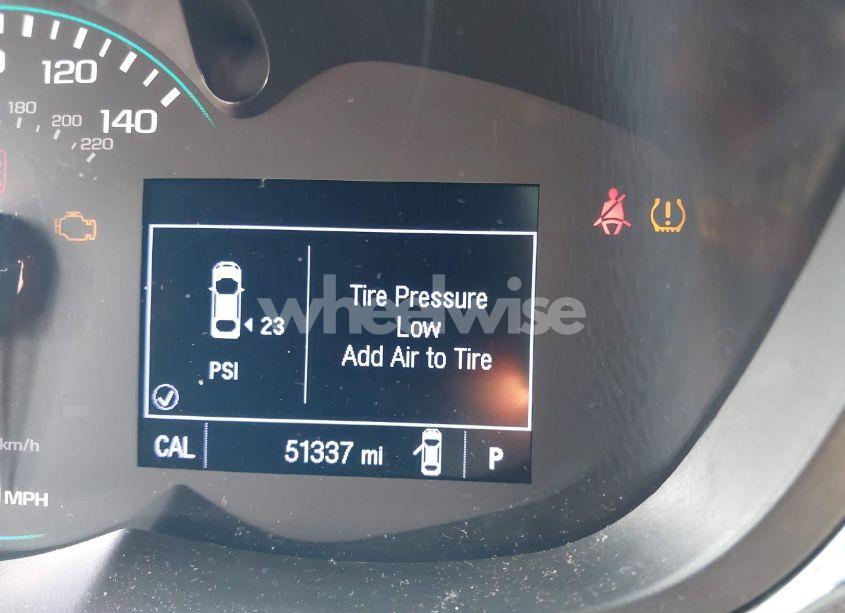 120
140
180
200
220
Tire Pressure
Low
Add Air to Tire
23
PSI
wheelwise
CAL
51337 mi
P
km/h
MPH